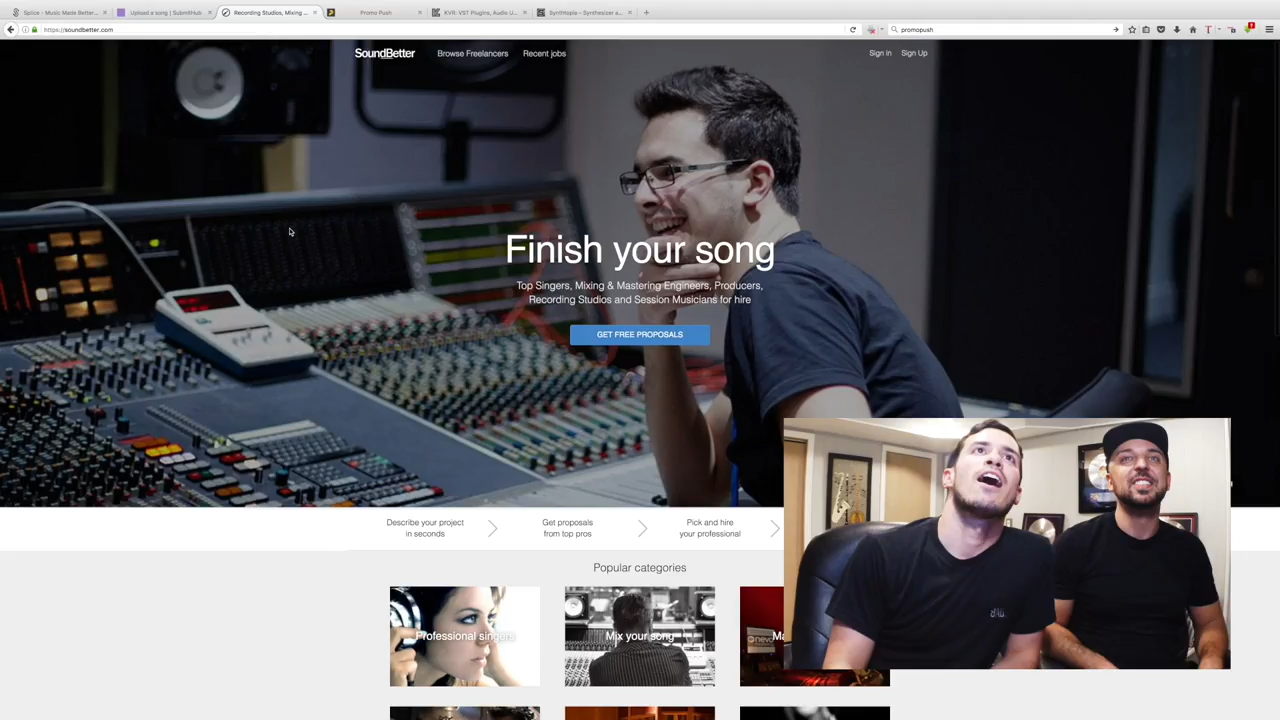 Splice - Music Made Better...
Upload a song | SubmitHub
Recording Studios, Mixing ...
Promo Push
KVR: VST Plugins, Audio U...
Synthtopia – Synthesizer a...
https://soundbetter.com
promopush
SoundBetter
Browse Freelancers
Recent jobs
Sign in
Sign Up
Finish your song
Top Singers, Mixing & Mastering Engineers, Producers,
Recording Studios and Session Musicians for hire
GET FREE PROPOSALS
Describe your project
in seconds
Get proposals
from top pros
Pick and hire
your professional
Popular categories
Professional singers
Mix your song
Ma